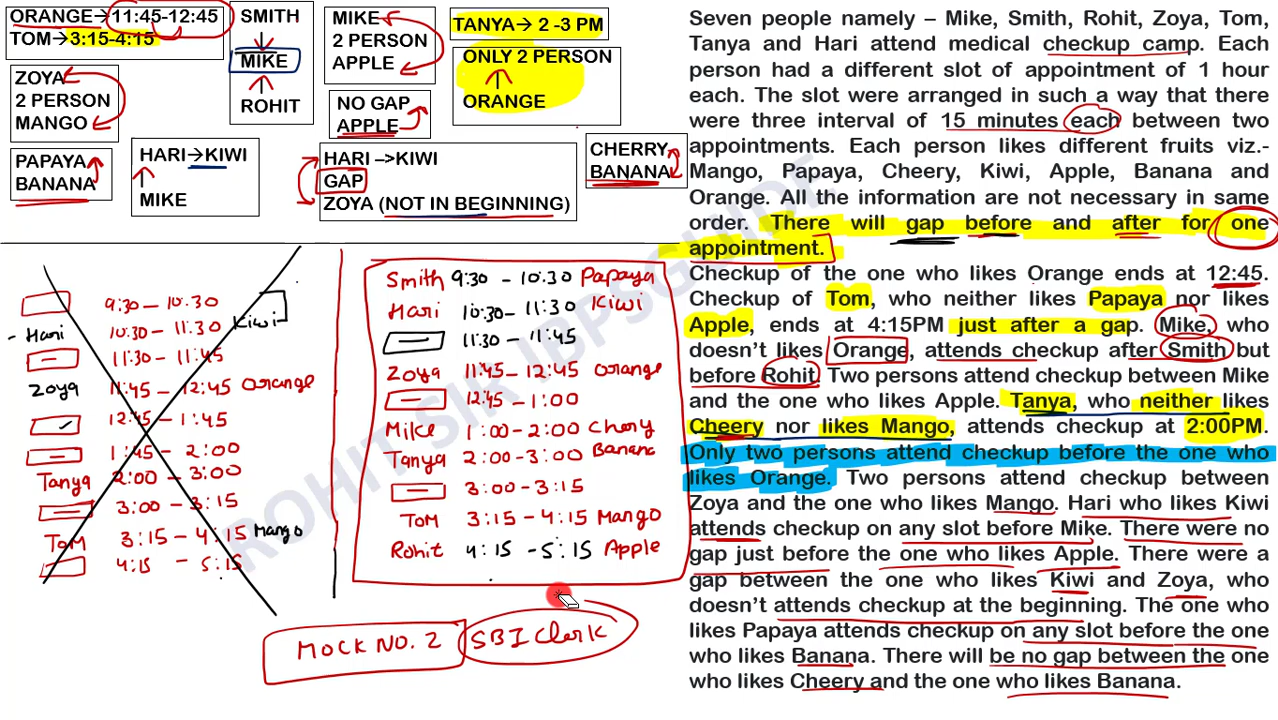 ORANGE→11:45-12:45
TOM→3:15-4:15
ZOYA
2 PERSON
MANGO
PAPAYA
BANANA
SMITH
MIKE
ROHIT
HARI→KIWI
MIKE
MIKE
2 PERSON
APPLE
NO GAP
APPLE
TANYA→ 2 -3 PM
ONLY 2 PERSON
ORANGE
HARI –>KIWI
GAP
ZOYA (NOT IN BEGINNING)
CHERRY
BANANA
Seven people namely – Mike, Smith, Rohit, Zoya, Tom,
Tanya and Hari attend medical checkup camp. Each
person had a different slot of appointment of 1 hour
each. The slot were arranged in such a way that there
were three interval of 15 minutes each between two
appointments. Each person likes different fruits viz.-
Mango, Papaya, Cheery, Kiwi, Apple, Banana and
Orange. All the information are not necessary in same
order. There will gap before and after for one
appointment.
Checkup of the one who likes Orange ends at 12:45.
Checkup of Tom, who neither likes Papaya nor likes
Apple, ends at 4:15PM just after a gap. Mike, who
doesn't likes Orange, attends checkup after Smith but
before Rohit. Two persons attend checkup between Mike
and the one who likes Apple. Tanya, who neither likes
Cheery nor likes Mango, attends checkup at 2:00PM.
Only two persons attend checkup before the one who
likes Orange. Two persons attend checkup between
Zoya and the one who likes Mango. Hari who likes Kiwi
attends checkup on any slot before Mike. There were no
gap just before the one who likes Apple. There were a
gap between the one who likes Kiwi and Zoya, who
doesn't attends checkup at the beginning. The one who
likes Papaya attends checkup on any slot before the one
who likes Banana. There will be no gap between the one
who likes Cheery and the one who likes Banana.
9:30 – 10:30
- Hari 10:30 – 11:30 Kiwi
– 11:30 – 11:45
Zoya 11:45 – 12:45 Orange
12:45 – 1:45
– 1:45 – 2:00
Tanya 2:00 – 3:00
– 3:00 – 3:15
Tom 3:15 – 4:15 Mango
4:15 – 5:15
Smith 9:30 – 10:30 Papaya
Hari 10:30 – 11:30 Kiwi
– 11:30 – 11:45
Zoya 11:45 – 12:45 Orange
– 12:45 – 1:00
Mike 1:00 – 2:00 Cherry
Tanya 2:00 – 3:00 Banana
– 3:00 – 3:15
Tom 3:15 – 4:15 Mango
Rohit 4:15 – 5:15 Apple
MOCK NO. 2 SBI Clerk
ROHIT SIR IBPSGUIDE